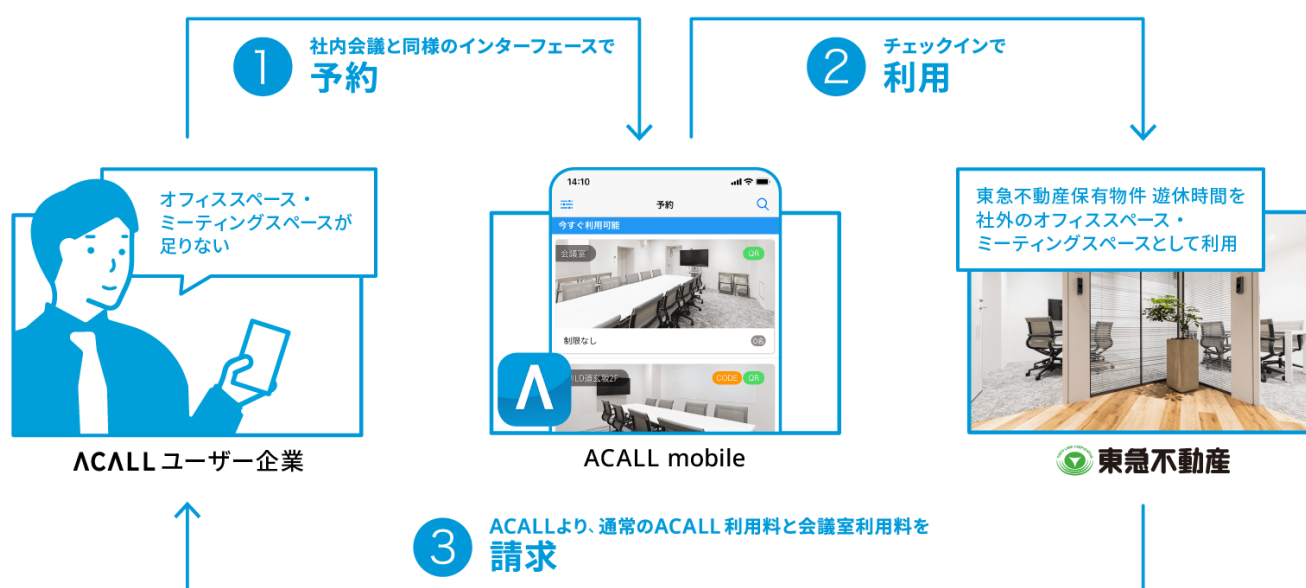 1
社内会議と同様のインターフェースで
予約
2
チェックインで
利用
オフィススペース・
ミーティングスペースが
足りない
14:10
予約
今すぐ利用可能
会議室
QR
制限なし
CODE QR
東急不動産保有物件 遊休時間を
社外のオフィススペース・
ミーティングスペースとして利用
ACALL ユーザー企業
ACALL mobile
東急不動産
3
ACALLより、通常のACALL利用料と会議室利用料を
請求